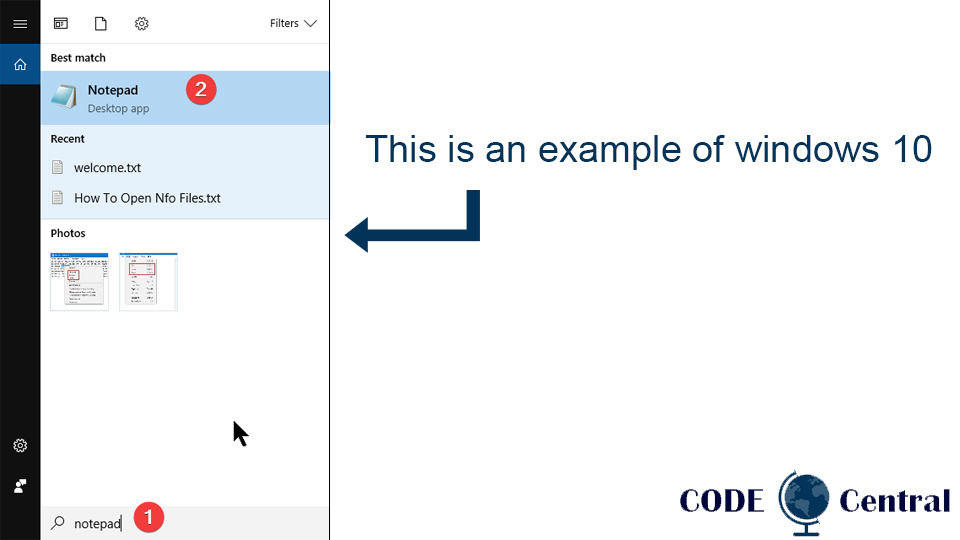 Filters
Best match
Notepad
2
Desktop app
Recent
welcome.txt
How To Open Nfo Files.txt
Photos
notepad
1
This is an example of windows 10
CODE Central